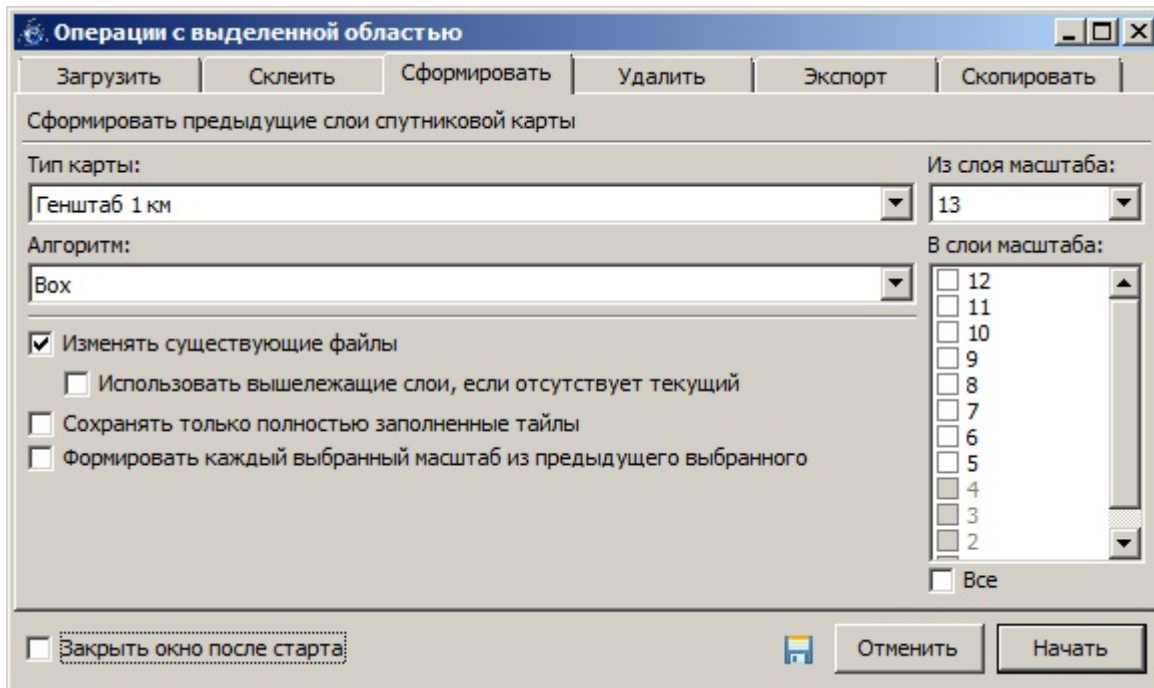 Операции с выделенной областью
Загрузить Склеить Сформировать Удалить Экспорт Скопировать
Сформировать предыдущие слои спутниковой карты
Тип карты:
Генштаб 1 км
Алгоритм:
Box
Изменять существующие файлы
Использовать вышележащие слои, если отсутствует текущий
Сохранять только полностью заполненные тайлы
Формировать каждый выбранный масштаб из предыдущего выбранного
Из слоя масштаба:
13
В слои масштаба:
12
11
10
9
8
7
6
5
4
3
2
Все
Закрыть окно после старта
Отменить
Начать